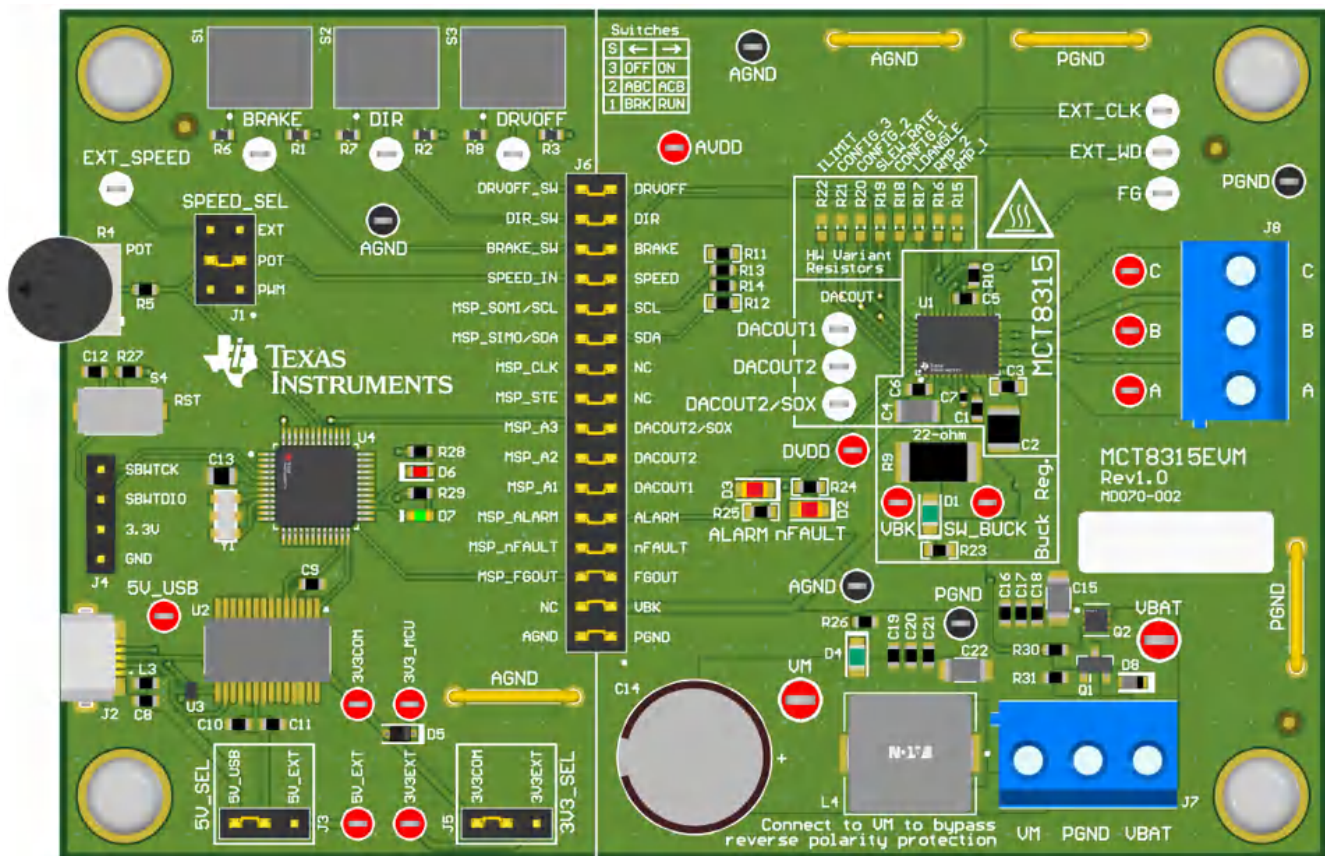 S1
S2
S3
Switches
S ← →
3 OFF ON
2 ABC ACB
1 BRK RUN
AGND
AGND
PGND
BRAKE
DIR
DRVOFF
R6
R1
R7
R2
R8
R3
EXT_SPEED
AVDD
J6
ILIMIT
CONFIG_3
CONFIG_2
SLEW_RATE
CONFIG_1
LDANGLE
RMP_2
RMP_1
R22
R21
R20
R19
R18
R17
R16
R15
EXT_CLK
EXT_WD
FG
PGND
SPEED_SEL
EXT
POT
PWM
J1
AGND
R4
POT
R5
DRVOFF_SW
DRVOFF
DIR_SW
DIR
BRAKE_SW
BRAKE
SPEED_IN
SPEED
MSP_SOMI/SCL
SCL
MSP_SIMO/SDA
SDA
MSP_CLK
NC
MSP_STE
NC
MSP_A3
DACOUT2/SOX
MSP_A2
DACOUT2
MSP_A1
DACOUT1
MSP_ALARM
ALARM
MSP_nFAULT
nFAULT
MSP_FGOUT
FGOUT
NC
VBK
AGND
PGND
R11
R13
R14
R12
HW Variant
Resistors
DACOUT
DACOUT1
DACOUT2
DACOUT2/SOX
U1
R10
C5
MCT8315
TEXAS
INSTRUMENTS
C6
C4
C7
C1
C3
C2
J8
C
C
B
B
A
A
C12
R27
S4
RST
TEXAS
INSTRUMENTS
U4
R28
D6
R29
D7
C13
Y1
SBWTCK
SBWTDIO
3.3V
GND
J4
DVDD
22-ohm
R9
D1
VBK
SW_BUCK
R23
Buck Reg.
D3
R24
R25
D2
ALARM
nFAULT
MCT8315EVM
Rev1.0
MD070-002
5V_USB
U2
C9
L3
C8
J2
U3
C10
C11
3V3COM
3V3_MCU
AGND
D5
5V_SEL
5V_USB
5V_EXT
J3
5V_EXT
3V3EXT
J5
3V3COM
3V3EXT
3V3_SEL
AGND
PGND
R26
D4
C19
C20
C21
C22
C16
C17
C18
C15
Q2
VBAT
R30
R31
Q1
D8
PGND
C14
+
VM
L4
J7
VM
PGND
VBAT
Connect to VM to bypass
reverse polarity protection